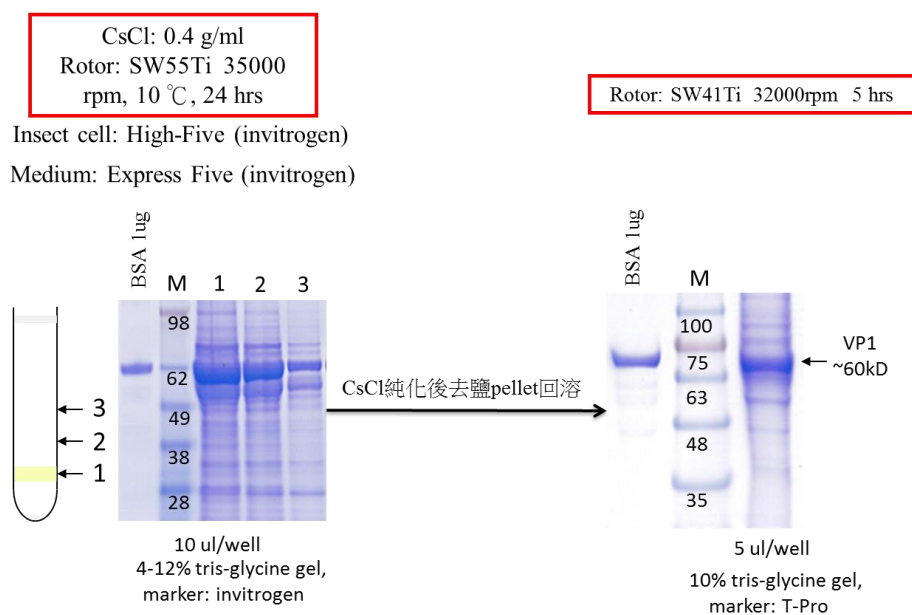 CsCl: 0.4 g/ml
Rotor: SW55Ti 35000
rpm, 10 ℃, 24 hrs
Insect cell: High-Five (invitrogen)
Medium: Express Five (invitrogen)
Rotor: SW41Ti 32000rpm 5 hrs
BSA 1ug
M
1
2
3
98
62
49
38
28
3
2
1
10 ul/well
4-12% tris-glycine gel,
marker: invitrogen
CsCl純化後去鹽pellet回溶
BSA 1ug
M
100
75
63
48
35
VP1
~60kD
5 ul/well
10% tris-glycine gel,
marker: T-Pro